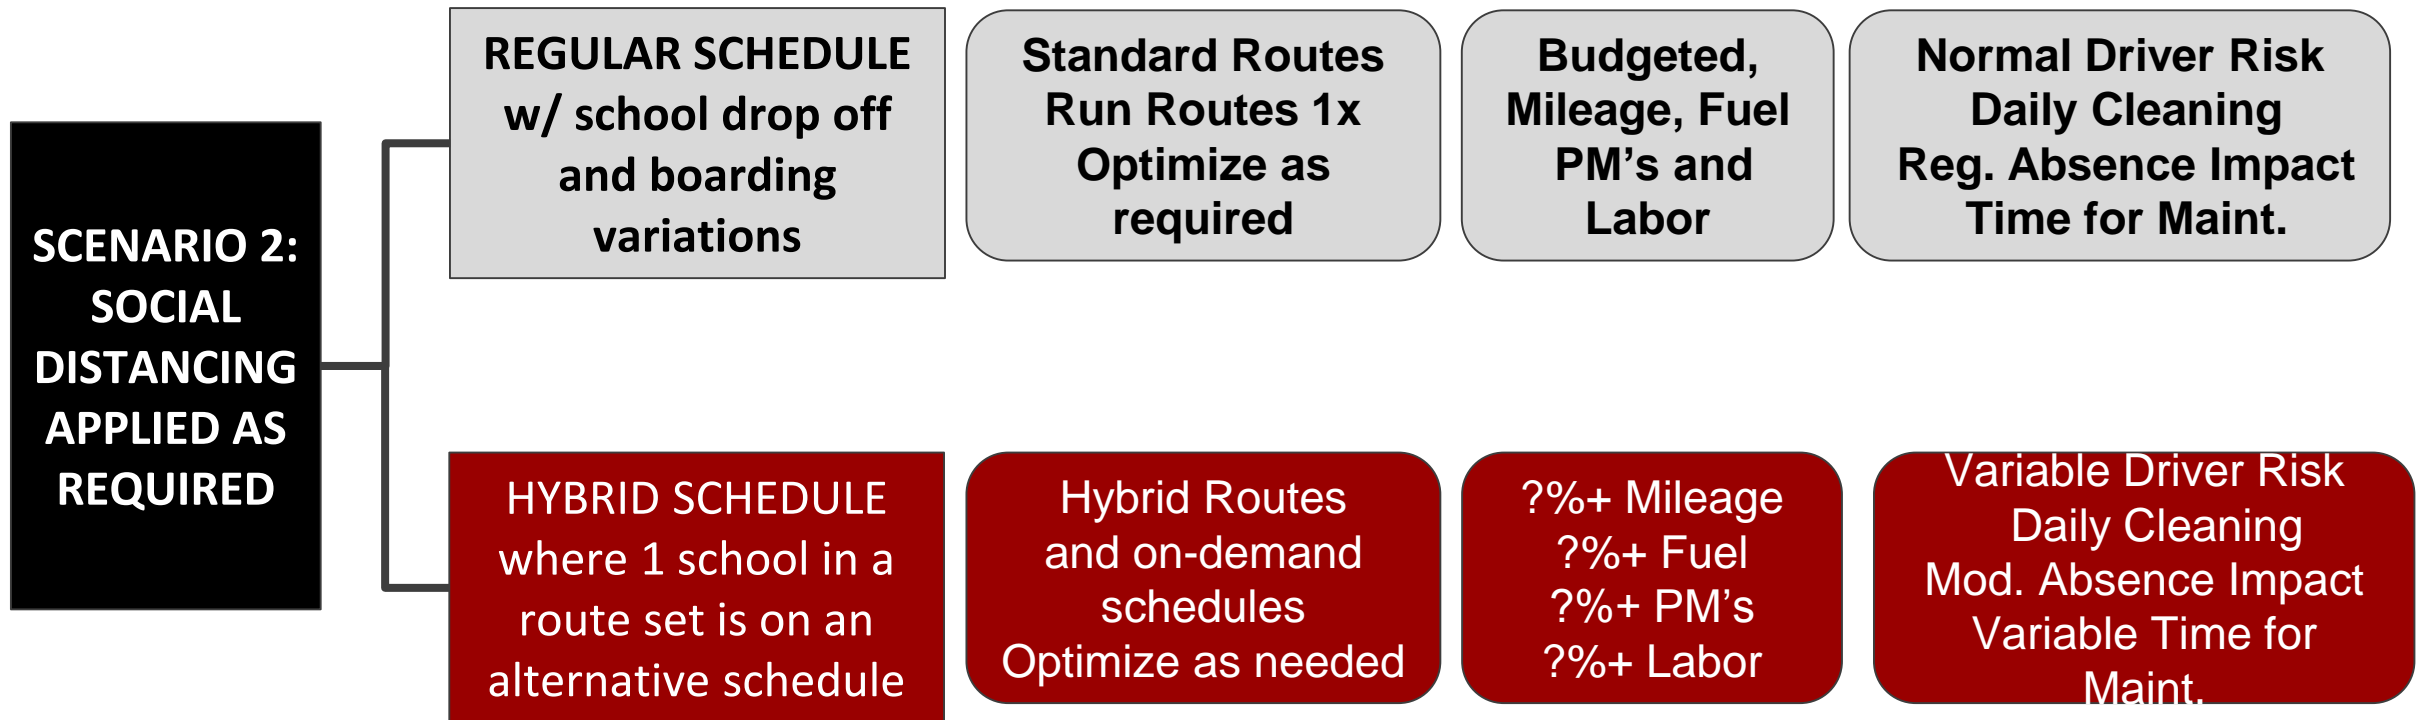 SCENARIO 2:
SOCIAL
DISTANCING
APPLIED AS
REQUIRED
REGULAR SCHEDULE
w/ school drop off
and boarding
variations
Standard Routes
Run Routes 1x
Optimize as
required
Budgeted,
Mileage, Fuel
PM’s and
Labor
Normal Driver Risk
Daily Cleaning
Reg. Absence Impact
Time for Maint.
HYBRID SCHEDULE
where 1 school in a
route set is on an
alternative schedule
Hybrid Routes
and on-demand
schedules
Optimize as needed
?%+ Mileage
?%+ Fuel
?%+ PM’s
?%+ Labor
Variable Driver Risk
Daily Cleaning
Mod. Absence Impact
Variable Time for
Maint.